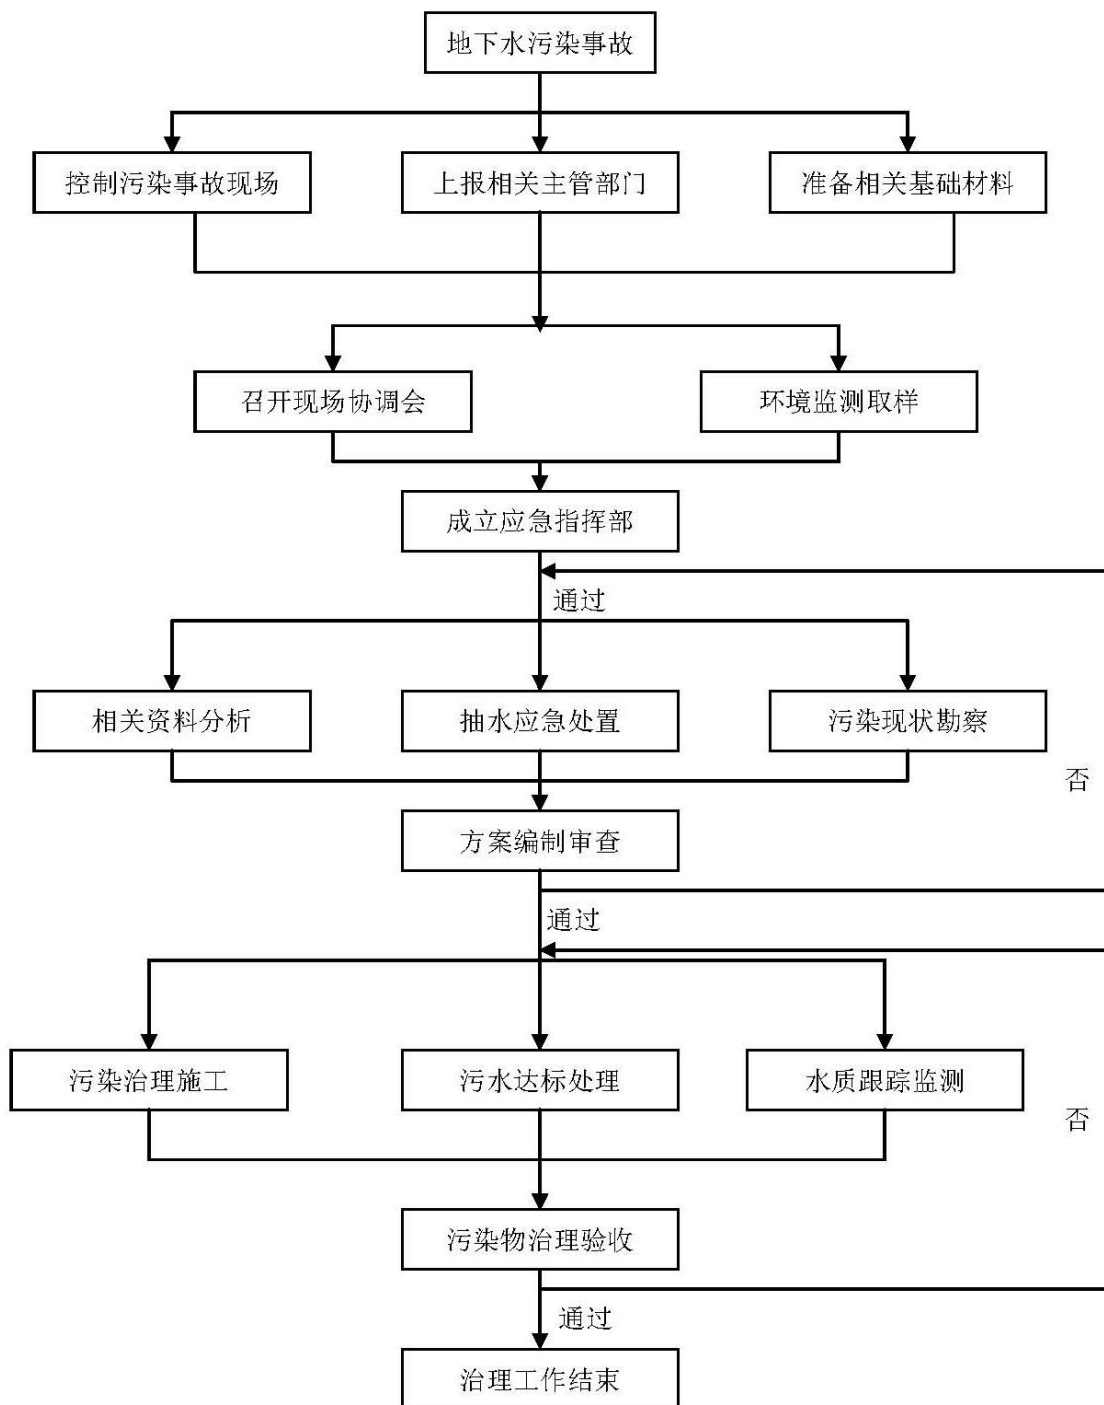 地下水污染事故
控制污染事故现场
上报相关主管部门
准备相关基础材料
召开现场协调会
环境监测取样
成立应急指挥部
通过
相关资料分析
抽水应急处置
污染现状勘察
否
方案编制审查
通过
污染治理施工
污水达标处理
水质跟踪监测
否
污染物治理验收
通过
治理工作结束